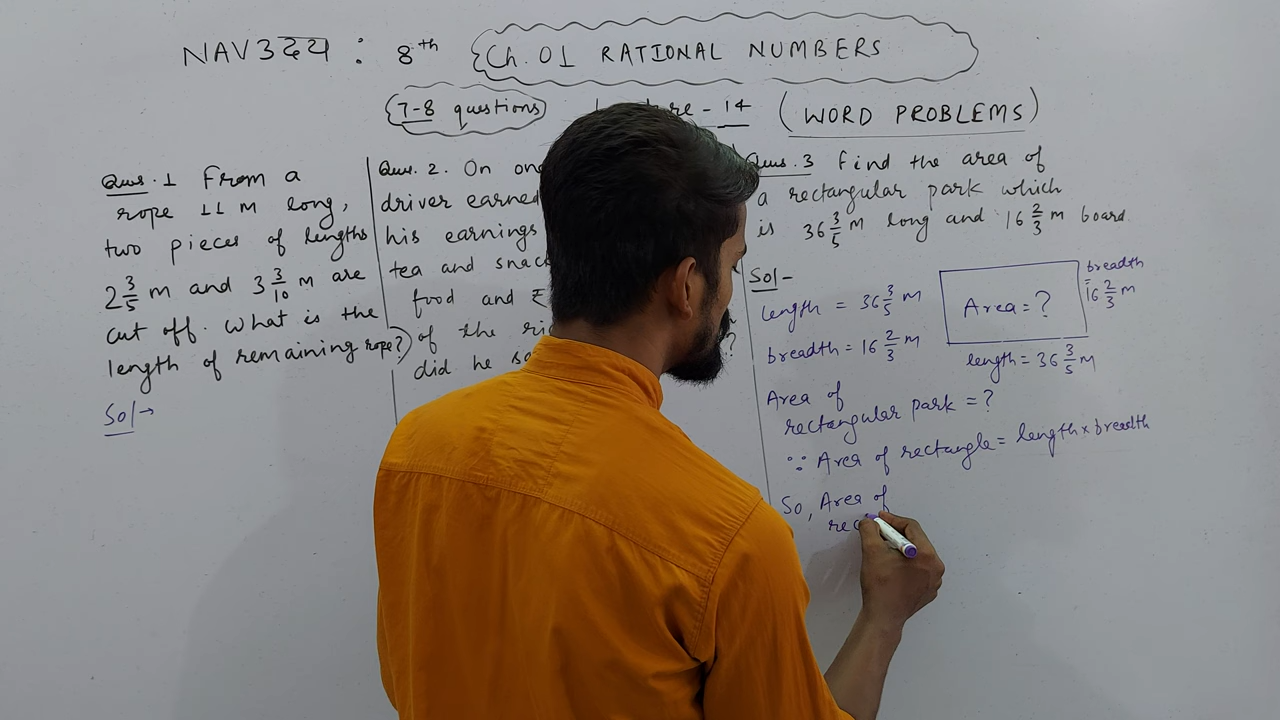 NAV3224 : 8th Ch. 01 RATIONAL NUMBERS
7-8 questions - 14 (WORD PROBLEMS)
Ques. 1 From a
rope 11 m long,
two pieces of lengths
2 3/5 m and 3 3/10 m are
cut off. What is the
length of remaining rope?
Sol→
Ques. 2. On one
driver earned
his earnings
tea and snac
food and ₹
of the ri
did he ?
Ques. 3 Find the area of
a rectangular park which
is 36 3/5 m long and 16 2/3 m board.
Sol-
length = 36 3/5 m
breadth = 16 2/3 m
Area = ?
breadth
= 16 2/3 m
length = 36 3/5 m
Area of
rectangular park = ?
∵ Area of rectangle = length × breadth
So, Area of
rec